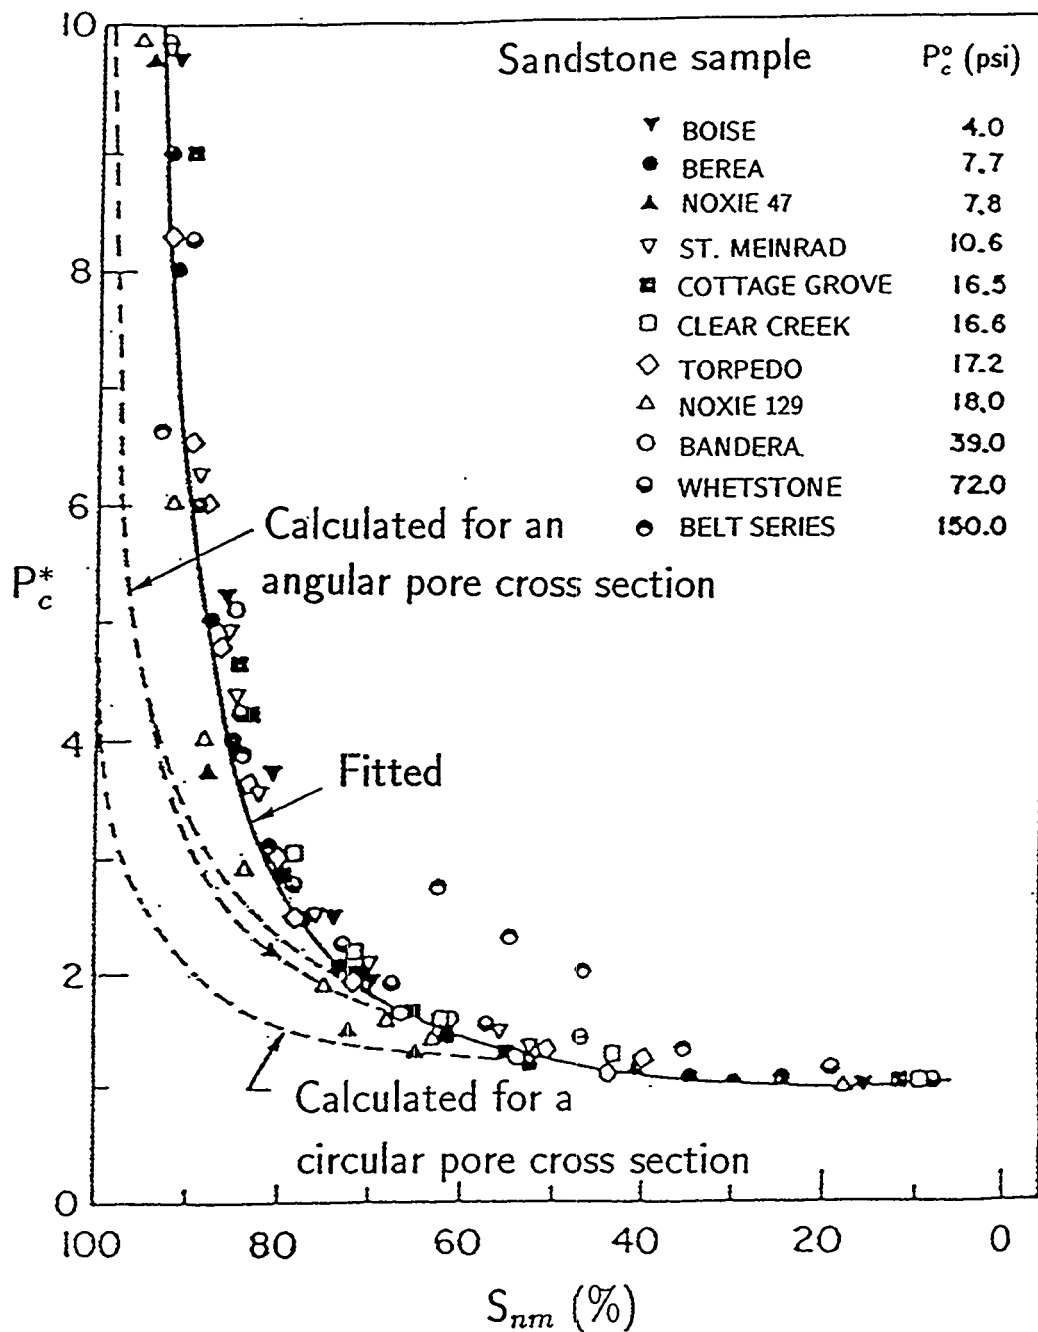 10
Sandstone sample P°c (psi)
BOISE 4.0
BEREA 7.7
NOXIE 47 7.8
ST. MEINRAD 10.6
COTTAGE GROVE 16.5
CLEAR CREEK 16.6
TORPEDO 17.2
NOXIE 129 18.0
BANDERA 39.0
WHETSTONE 72.0
BELT SERIES 150.0
8
6
Calculated for an
angular pore cross section
P*c
4
Fitted
2
Calculated for a
circular pore cross section
0
100 80 60 40 20 0
Snm (%)